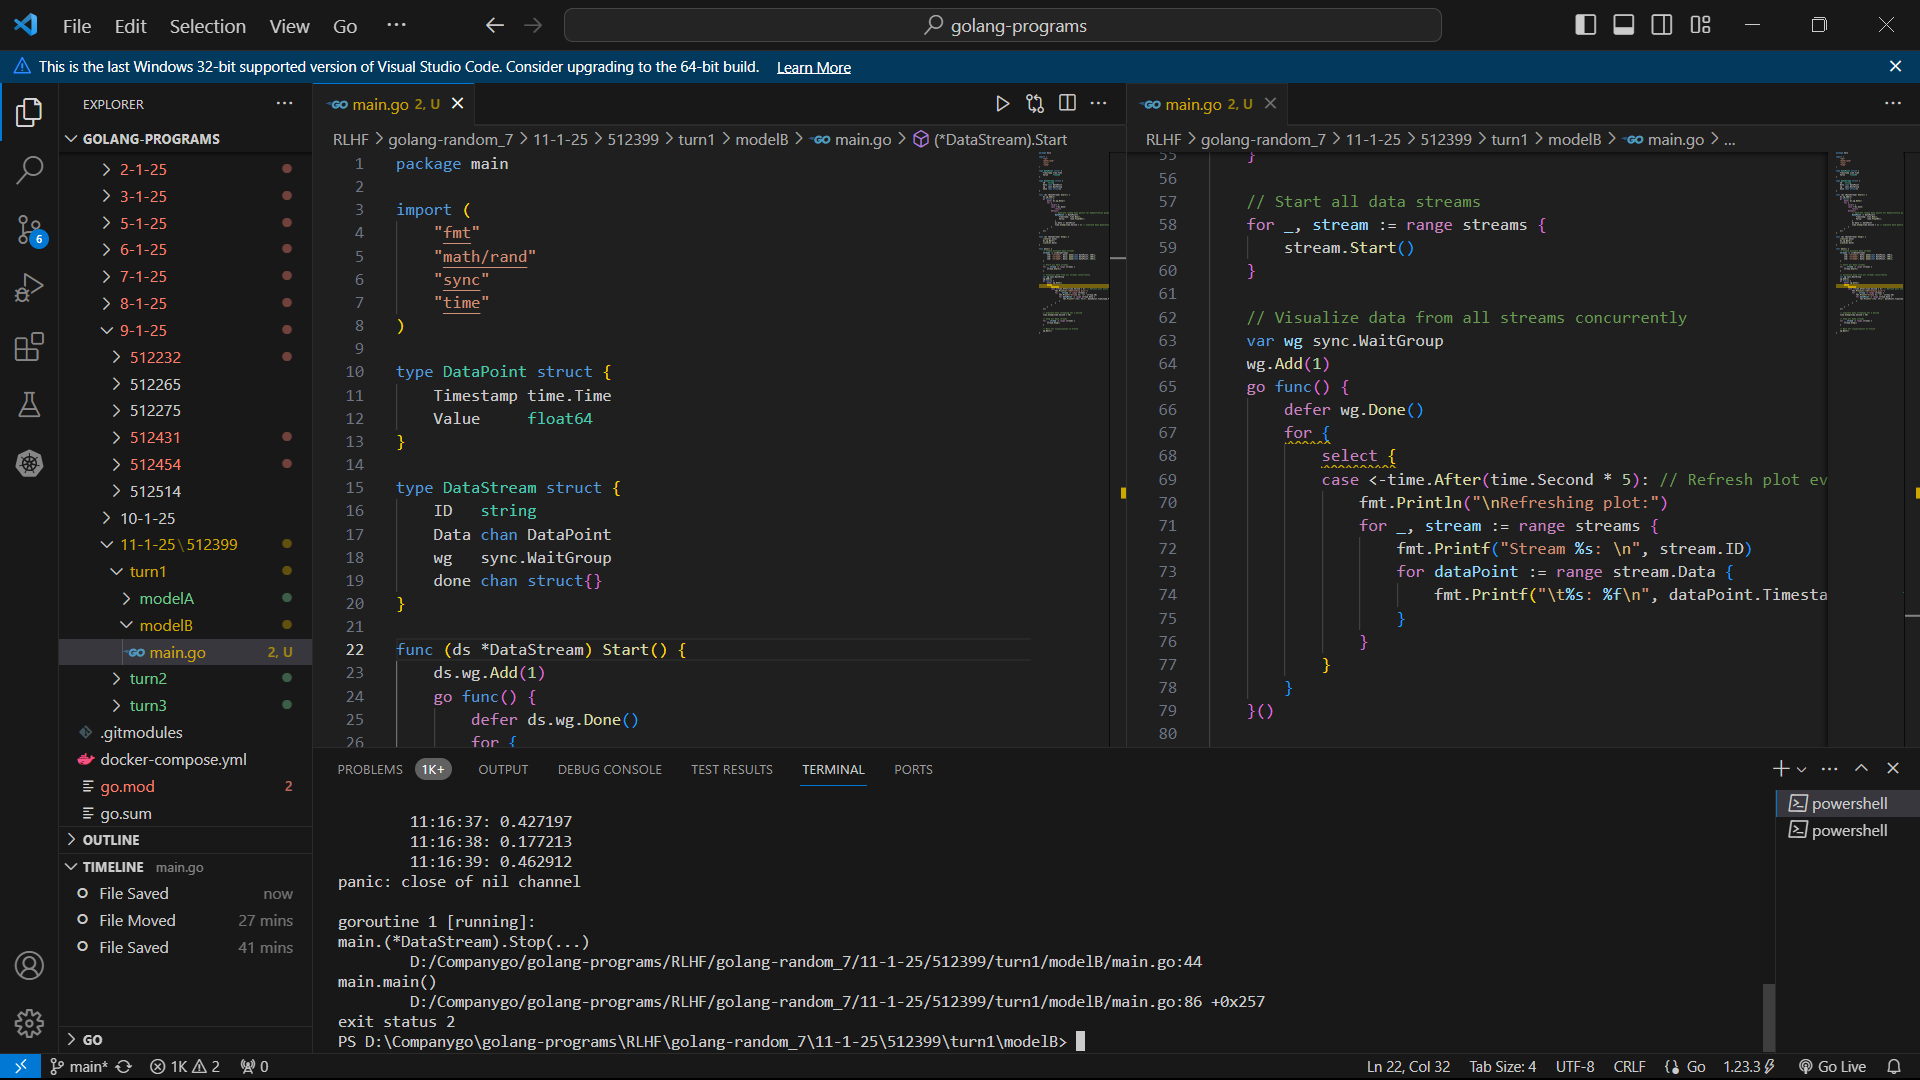 File Edit Selection View Go ··· golang-programs
This is the last Windows 32-bit supported version of Visual Studio Code. Consider upgrading to the 64-bit build. Learn More
EXPLORER
GOLANG-PROGRAMS
2-1-25
3-1-25
5-1-25
6-1-25
7-1-25
8-1-25
9-1-25
512232
512265
512275
512431
512454
512514
10-1-25
11-1-25\512399
turn1
modelA
modelB
main.go 2, U
turn2
turn3
.gitmodules
docker-compose.yml
go.mod 2
go.sum
OUTLINE
TIMELINE main.go
File Saved now
File Moved 27 mins
File Saved 41 mins
GO
6
main.go 2, U
RLHF > golang-random_7 > 11-1-25 > 512399 > turn1 > modelB > main.go > (*DataStream).Start
1 package main
2
3 import (
4 "fmt"
5 "math/rand"
6 "sync"
7 "time"
8 )
9
10 type DataPoint struct {
11 Timestamp time.Time
12 Value float64
13 }
14
15 type DataStream struct {
16 ID string
17 Data chan DataPoint
18 wg sync.WaitGroup
19 done chan struct{}
20 }
21
22 func (ds *DataStream) Start() {
23 ds.wg.Add(1)
24 go func() {
25 defer ds.wg.Done()
26 for {
main.go 2, U
RLHF > golang-random_7 > 11-1-25 > 512399 > turn1 > modelB > main.go > ...
55 }
56
57 // Start all data streams
58 for _, stream := range streams {
59 stream.Start()
60 }
61
62 // Visualize data from all streams concurrently
63 var wg sync.WaitGroup
64 wg.Add(1)
65 go func() {
66 defer wg.Done()
67 for {
68 select {
69 case <-time.After(time.Second * 5): // Refresh plot ev
70 fmt.Println("\nRefreshing plot:")
71 for _, stream := range streams {
72 fmt.Printf("Stream %s: \n", stream.ID)
73 for dataPoint := range stream.Data {
74 fmt.Printf("\t%s: %f\n", dataPoint.Timesta
75 }
76 }
77 }
78 }
79 }()
80
PROBLEMS 1K+ OUTPUT DEBUG CONSOLE TEST RESULTS TERMINAL PORTS
11:16:37: 0.427197
11:16:38: 0.177213
11:16:39: 0.462912
panic: close of nil channel
goroutine 1 [running]:
main.(*DataStream).Stop(...)
D:/Companygo/golang-programs/RLHF/golang-random_7/11-1-25/512399/turn1/modelB/main.go:44
main.main()
D:/Companygo/golang-programs/RLHF/golang-random_7/11-1-25/512399/turn1/modelB/main.go:86 +0x257
exit status 2
PS D:\Companygo\golang-programs\RLHF\golang-random_7\11-1-25\512399\turn1\modelB>
powershell
powershell
main* 1K 2 0 Ln 22, Col 32 Tab Size: 4 UTF-8 CRLF Go 1.23.3 Go Live